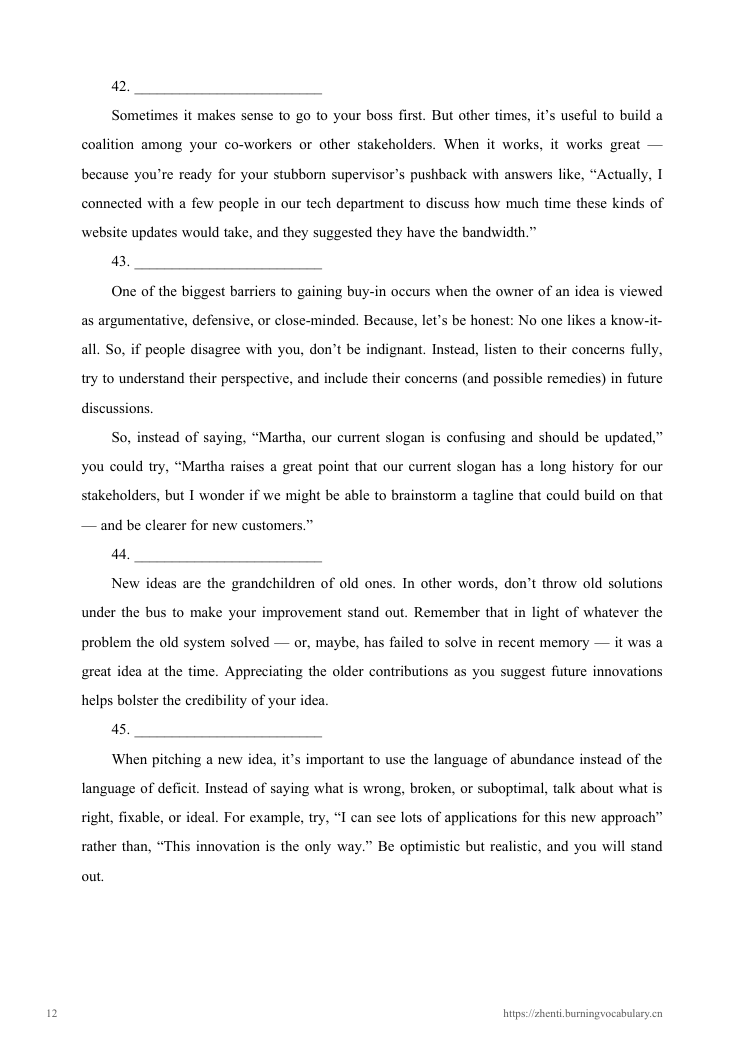 42. _________________________
Sometimes it makes sense to go to your boss first. But other times, it’s useful to build a
coalition among your co-workers or other stakeholders. When it works, it works great —
because you’re ready for your stubborn supervisor’s pushback with answers like, “Actually, I
connected with a few people in our tech department to discuss how much time these kinds of
website updates would take, and they suggested they have the bandwidth.”
43. _________________________
One of the biggest barriers to gaining buy-in occurs when the owner of an idea is viewed
as argumentative, defensive, or close-minded. Because, let’s be honest: No one likes a know-it-
all. So, if people disagree with you, don’t be indignant. Instead, listen to their concerns fully,
try to understand their perspective, and include their concerns (and possible remedies) in future
discussions.
So, instead of saying, “Martha, our current slogan is confusing and should be updated,”
you could try, “Martha raises a great point that our current slogan has a long history for our
stakeholders, but I wonder if we might be able to brainstorm a tagline that could build on that
— and be clearer for new customers.”
44. _________________________
New ideas are the grandchildren of old ones. In other words, don’t throw old solutions
under the bus to make your improvement stand out. Remember that in light of whatever the
problem the old system solved — or, maybe, has failed to solve in recent memory — it was a
great idea at the time. Appreciating the older contributions as you suggest future innovations
helps bolster the credibility of your idea.
45. _________________________
When pitching a new idea, it’s important to use the language of abundance instead of the
language of deficit. Instead of saying what is wrong, broken, or suboptimal, talk about what is
right, fixable, or ideal. For example, try, “I can see lots of applications for this new approach”
rather than, “This innovation is the only way.” Be optimistic but realistic, and you will stand
out.
12
https://zhenti.burningvocabulary.cn